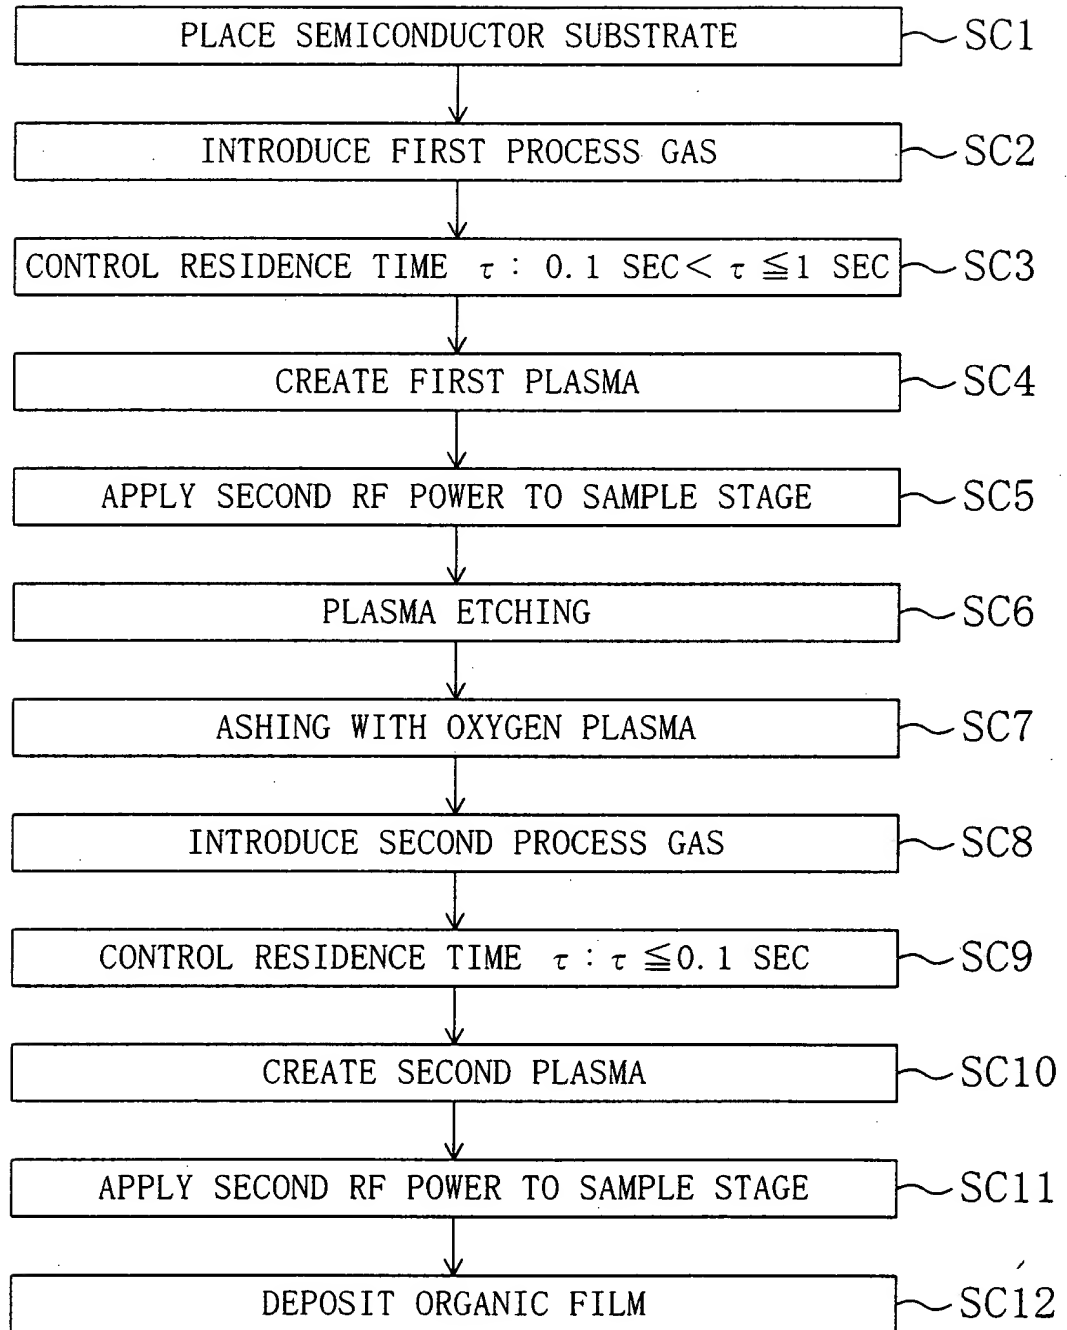 PLACE SEMICONDUCTOR SUBSTRATE SC1
INTRODUCE FIRST PROCESS GAS SC2
CONTROL RESIDENCE TIME τ: 0.1 SEC< τ ≦1 SEC SC3
CREATE FIRST PLASMA SC4
APPLY SECOND RF POWER TO SAMPLE STAGE SC5
PLASMA ETCHING SC6
ASHING WITH OXYGEN PLASMA SC7
INTRODUCE SECOND PROCESS GAS SC8
CONTROL RESIDENCE TIME τ: τ ≦0.1 SEC SC9
CREATE SECOND PLASMA SC10
APPLY SECOND RF POWER TO SAMPLE STAGE SC11
DEPOSIT ORGANIC FILM SC12